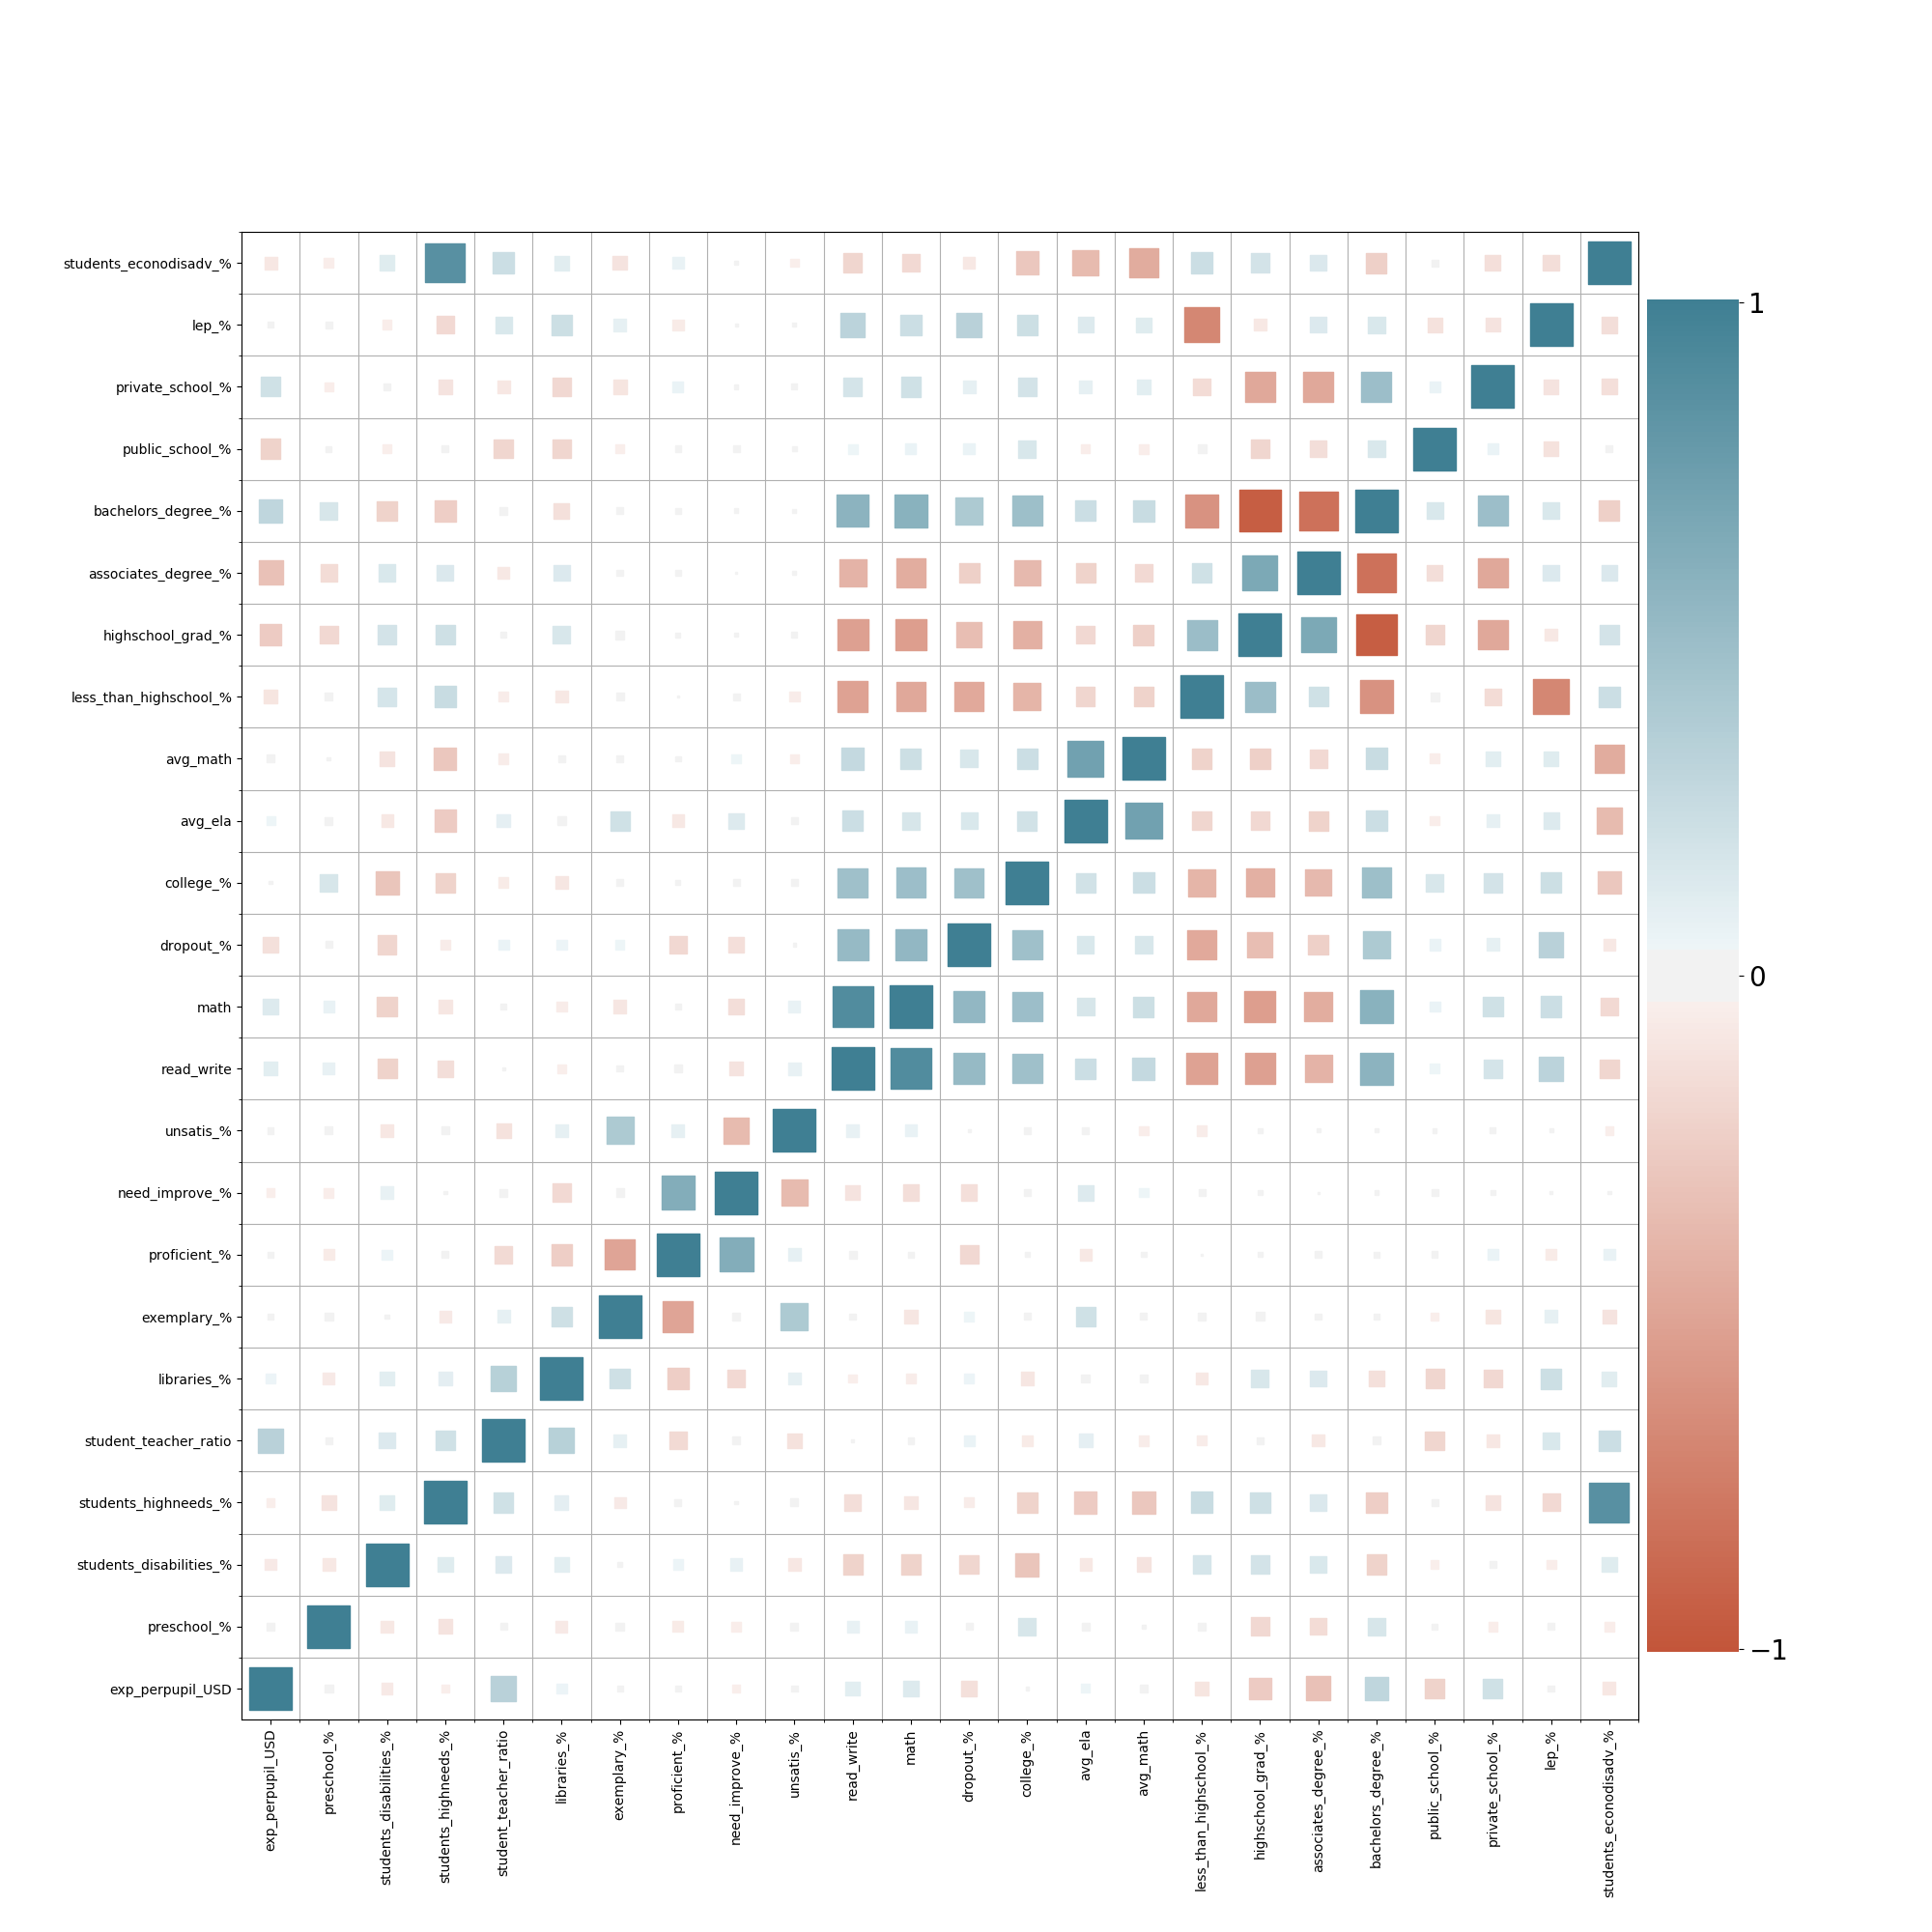 students_econodisadv_%
lep_%
private_school_%
public_school_%
bachelors_degree_%
associates_degree_%
highschool_grad_%
less_than_highschool_%
avg_math
avg_ela
college_%
dropout_%
math
read_write
unsatis_%
need_improve_%
proficient_%
exemplary_%
libraries_%
student_teacher_ratio
students_highneeds_%
students_disabilities_%
preschool_%
exp_perpupil_USD
exp_perpupil_USD
preschool_%
students_disabilities_%
students_highneeds_%
student_teacher_ratio
libraries_%
exemplary_%
proficient_%
need_improve_%
unsatis_%
read_write
math
dropout_%
college_%
avg_ela
avg_math
less_than_highschool_%
highschool_grad_%
associates_degree_%
bachelors_degree_%
public_school_%
private_school_%
lep_%
students_econodisadv_%
1
0
−1